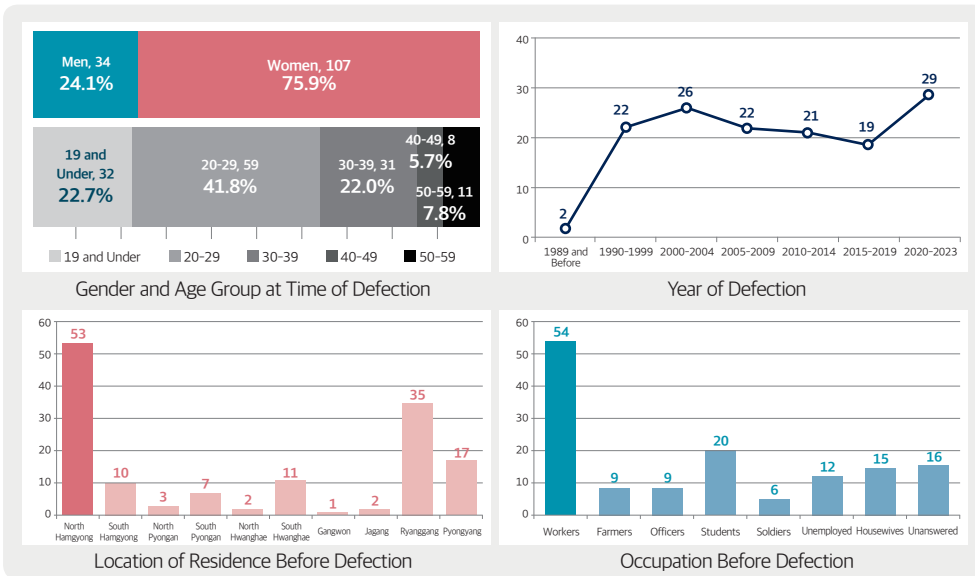 Men, 34
24.1%
Women, 107
75.9%
19 and
Under, 32
22.7%
20-29, 59
41.8%
30-39, 31
22.0%
40-49, 8
5.7%
50-59, 11
7.8%
19 and Under
20-29
30-39
40-49
50-59
Gender and Age Group at Time of Defection
40
30
20
10
0
2
22
26
22
21
19
29
1989 and
Before
1990-1999
2000-2004
2005-2009
2010-2014
2015-2019
2020-2023
Year of Defection
60
50
40
30
20
10
0
53
10
3
7
2
11
1
2
35
17
North
Hamgyong
South
Hamgyong
North
Pyongan
South
Pyongan
North
Hwanghae
South
Hwanghae
Gangwon
Jagang
Ryanggang
Pyongyang
Location of Residence Before Defection
60
50
40
30
20
10
0
54
9
9
20
6
12
15
16
Workers
Farmers
Officers
Students
Soldiers
Unemployed
Housewives
Unanswered
Occupation Before Defection